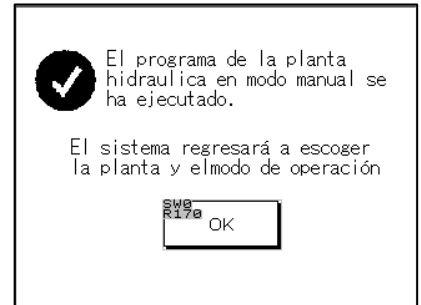 El programa de la planta
hidraulica en modo manual se
ha ejecutado.
El sistema regresará a escoger
la planta y elmodo de operación
SW0
R170
OK